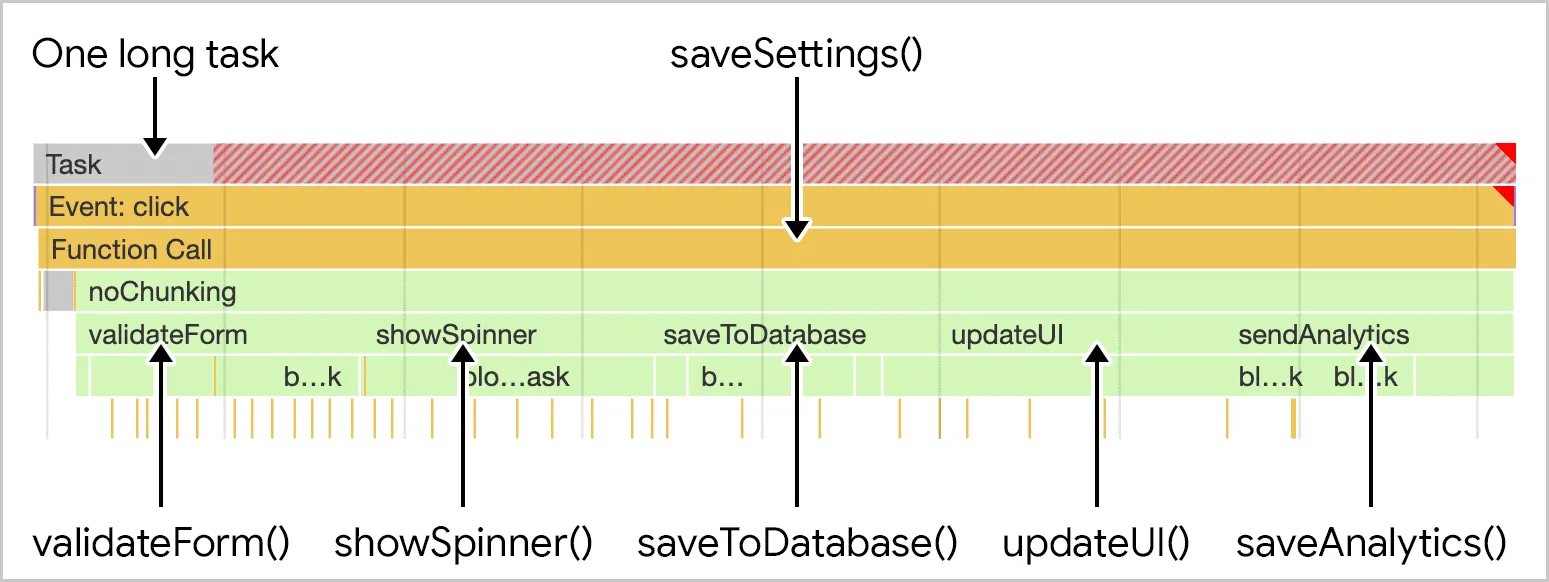 One long task
saveSettings()
Task
Event: click
Function Call
noChunking
validateForm showSpinner saveToDatabase updateUI sendAnalytics
b...k blo...ask b... bl...k bl...k
validateForm() showSpinner() saveToDatabase() updateUI() saveAnalytics()